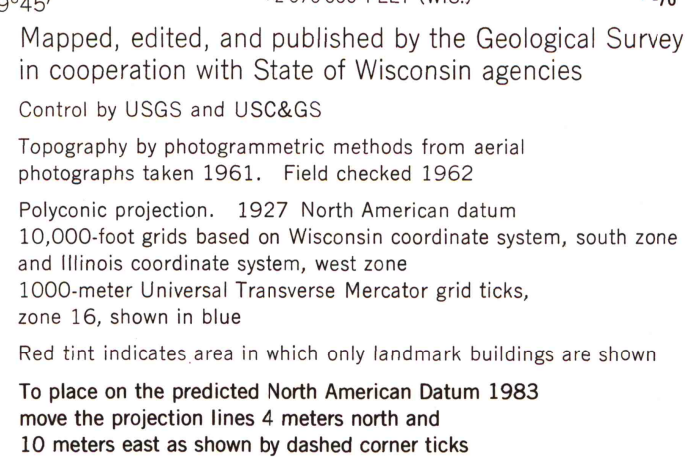 9°45′
Mapped, edited, and published by the Geological Survey
in cooperation with State of Wisconsin agencies
Control by USGS and USC&GS
Topography by photogrammetric methods from aerial
photographs taken 1961. Field checked 1962
Polyconic projection. 1927 North American datum
10,000-foot grids based on Wisconsin coordinate system, south zone
and Illinois coordinate system, west zone
1000-meter Universal Transverse Mercator grid ticks,
zone 16, shown in blue
Red tint indicates area in which only landmark buildings are shown
To place on the predicted North American Datum 1983
move the projection lines 4 meters north and
10 meters east as shown by dashed corner ticks